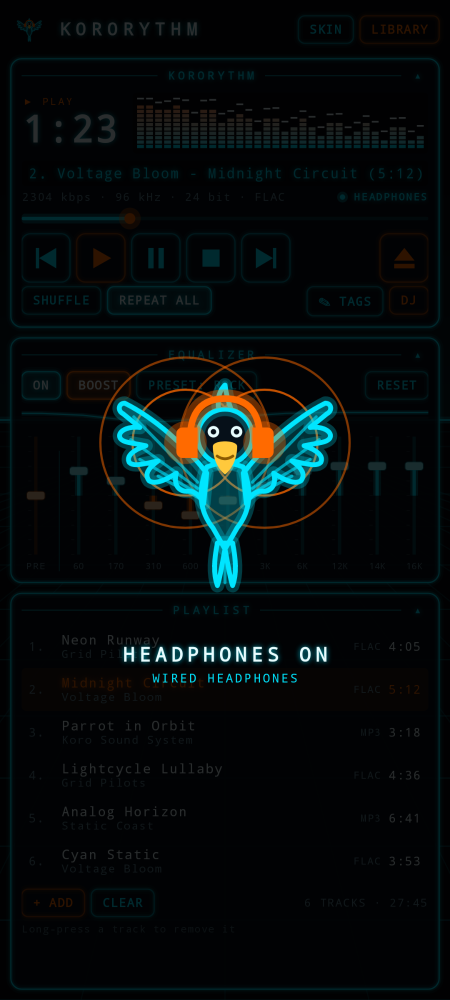 KORORYTHM
SKIN
LIBRARY
KORORYTHM
PLAY
1:23
2. Voltage Bloom - Midnight Circuit (5:12)
2304 kbps · 96 kHz · 24 bit · FLAC
HEADPHONES
SHUFFLE
REPEAT ALL
TAGS
DJ
EQUALIZER
ON
BOOST
RESET
PRE 60 170 310 600 3K 6K 12K 14K 16K
PLAYLIST
1. Neon Runway FLAC 4:05
HEADPHONES ON
WIRED HEADPHONES
2. Midnight Circuit FLAC 5:12
Voltage Bloom
3. Parrot in Orbit MP3 3:18
Koro Sound System
4. Lightcycle Lullaby FLAC 4:36
Grid Pilots
5. Analog Horizon MP3 6:41
Static Coast
6. Cyan Static FLAC 3:53
Voltage Bloom
+ ADD
CLEAR
6 TRACKS · 27:45
Long-press a track to remove it